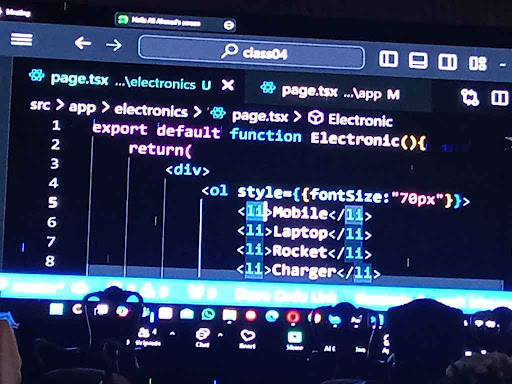 Meeting
Hafiz Ali Ahmad's screen
class04
page.tsx ...\electronics U X
page.tsx ...\app M
src > app > electronics > page.tsx > Electronic
1 export default function Electronic(){
2 return(
3 <div>
4 <ol style={{fontSize:"70px"}}>
5 <li>Mobile</li>
6 <li>Laptop</li>
7 <li>Rocket</li>
8 <li>Charger</li>
Chat
React
Share